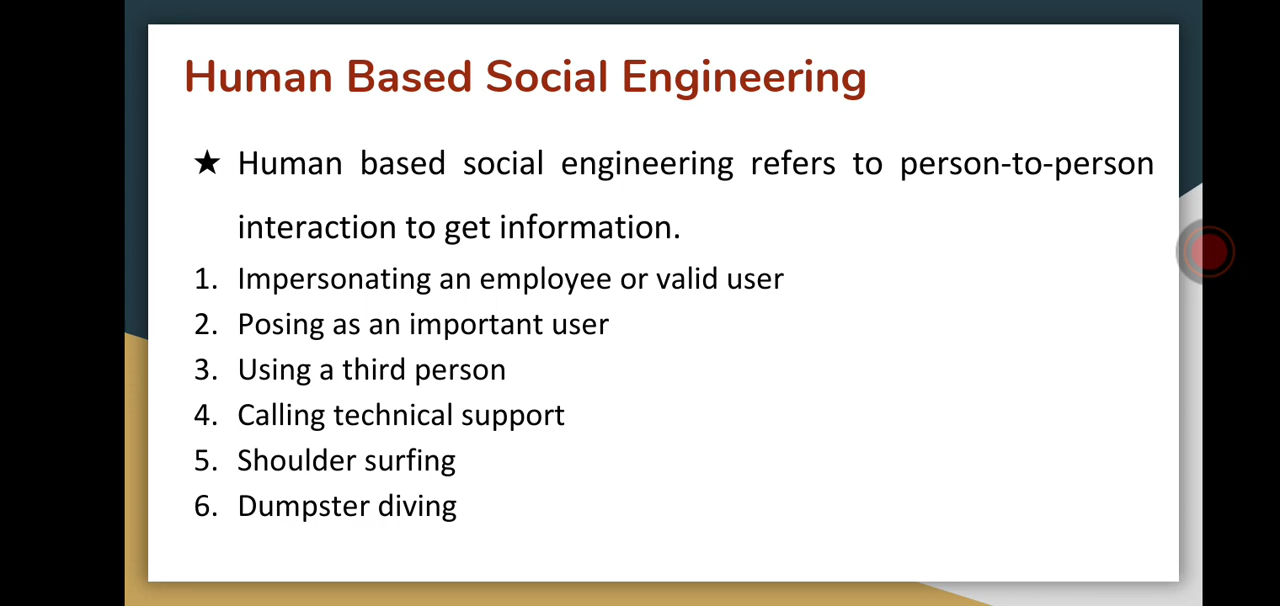 Human Based Social Engineering
★ Human based social engineering refers to person-to-person
interaction to get information.
1. Impersonating an employee or valid user
2. Posing as an important user
3. Using a third person
4. Calling technical support
5. Shoulder surfing
6. Dumpster diving